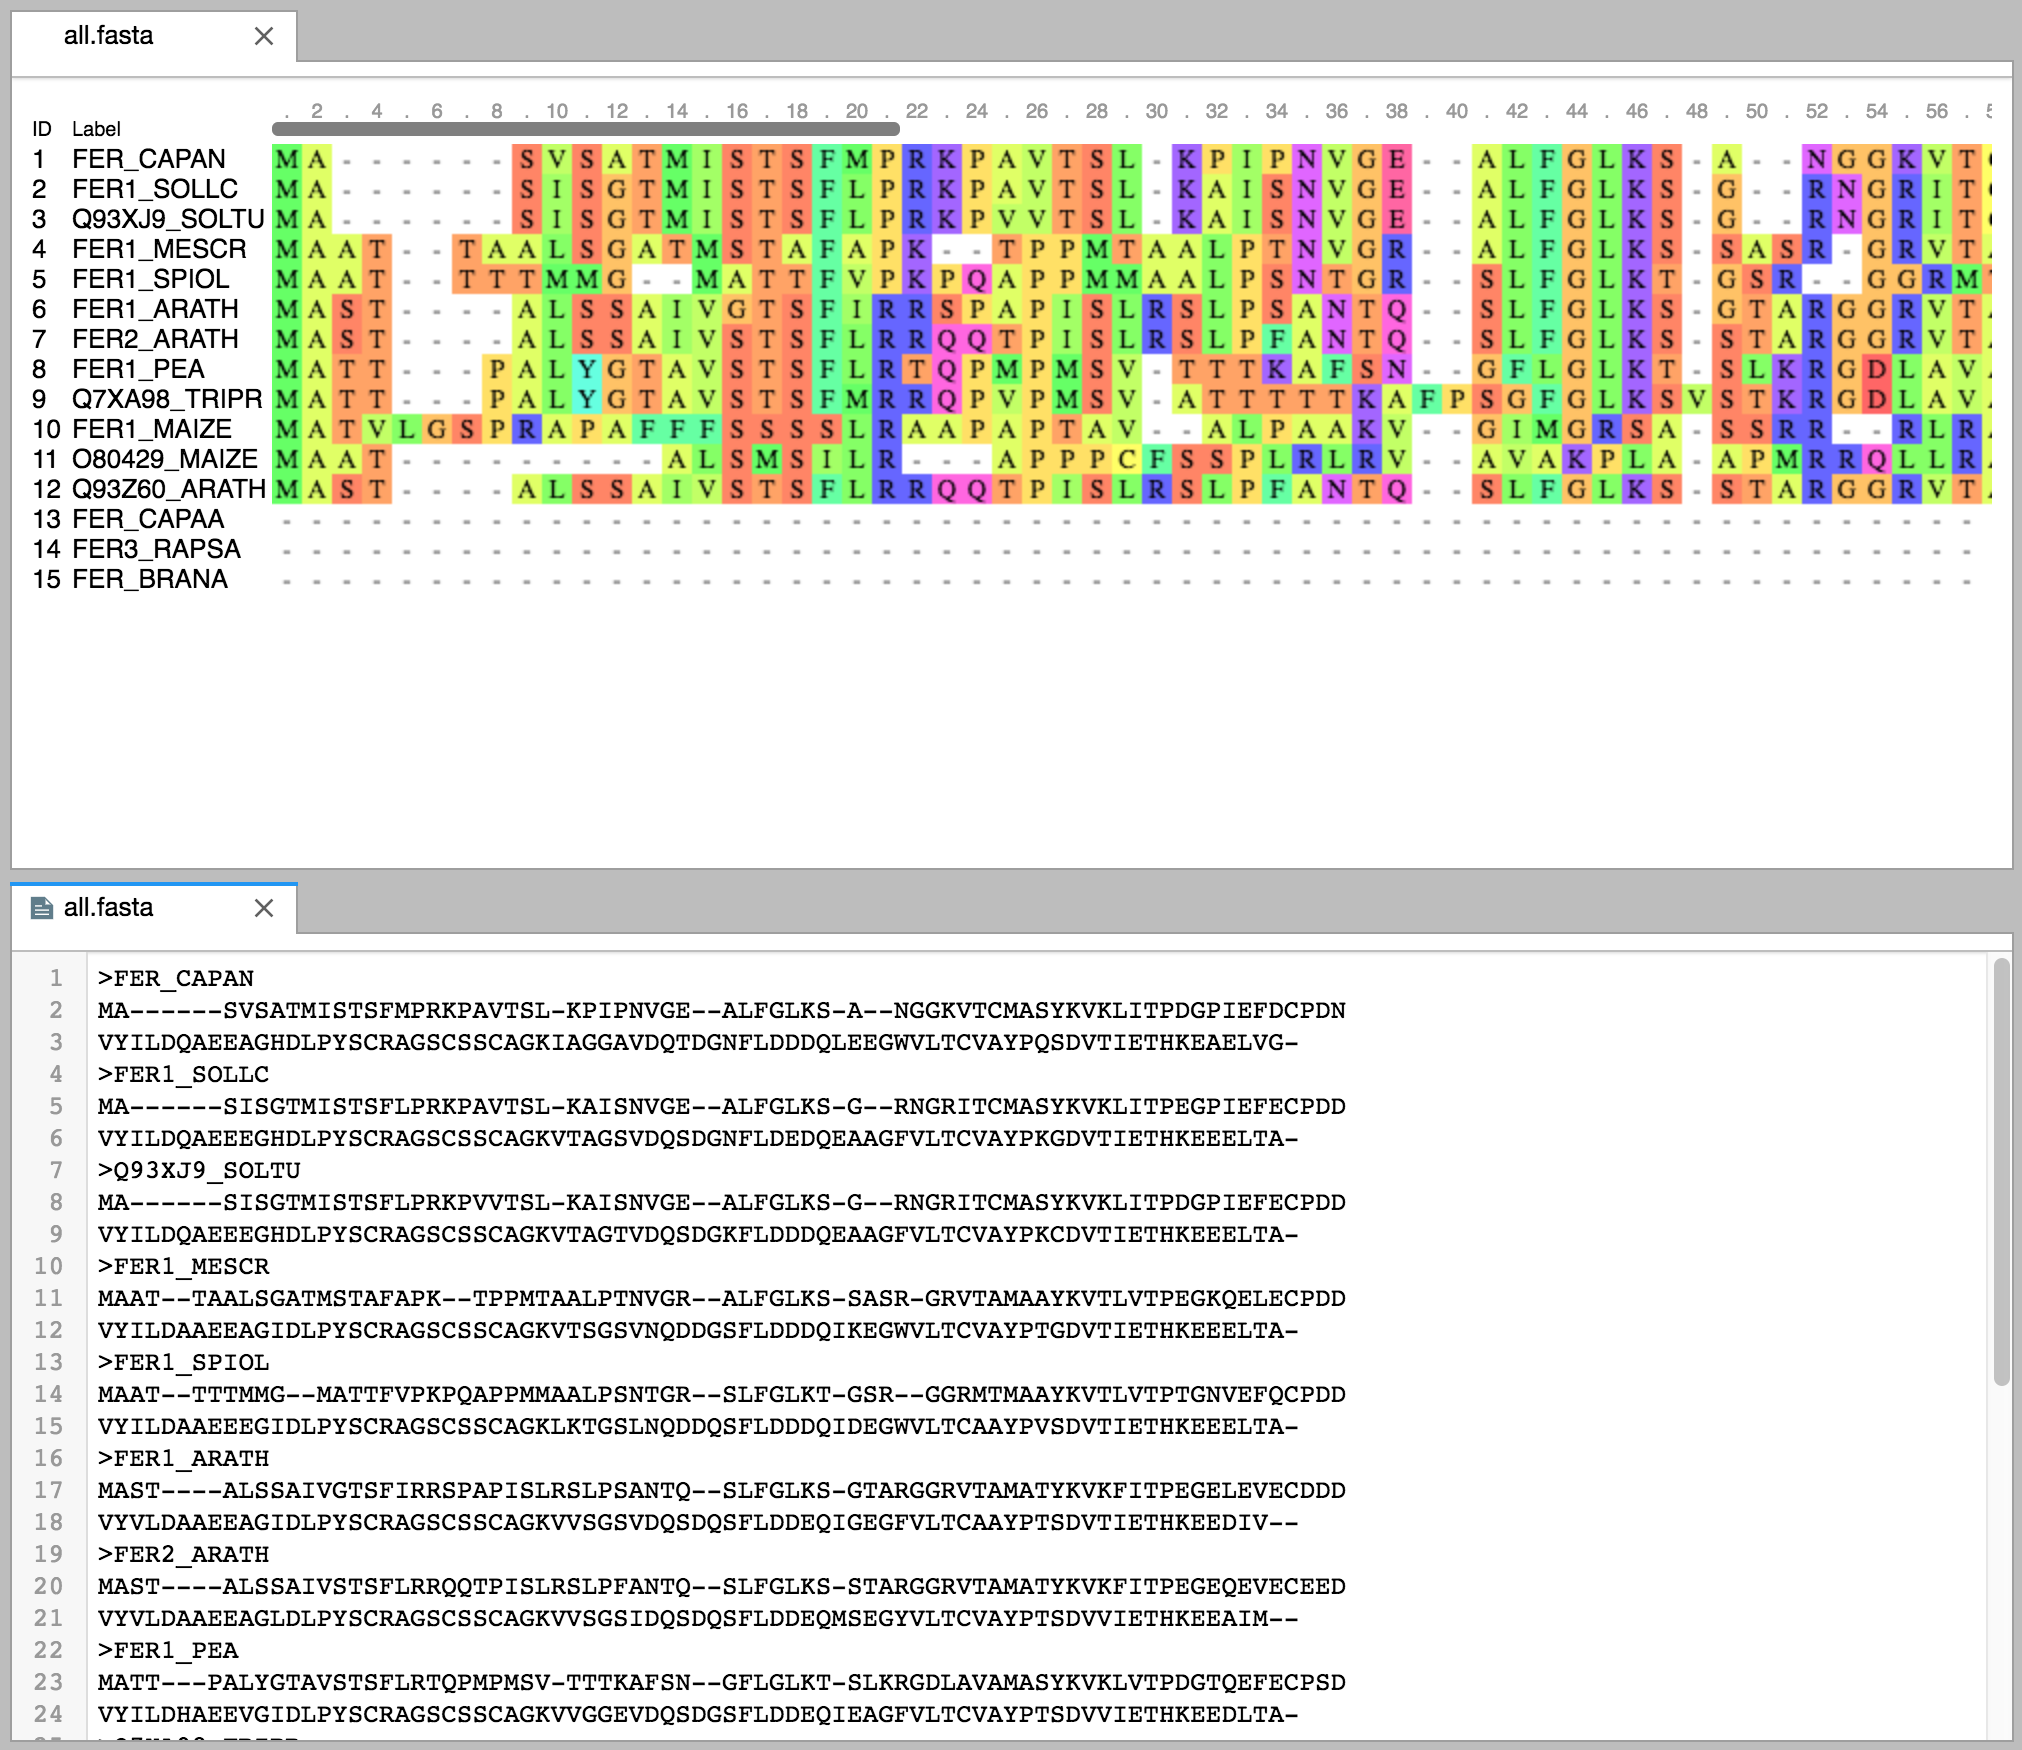 all.fasta
. 2 . 4 . 6 . 8 . 10 . 12 . 14 . 16 . 18 . 20 . 22 . 24 . 26 . 28 . 30 . 32 . 34 . 36 . 38 . 40 . 42 . 44 . 46 . 48 . 50 . 52 . 54 . 56 .
ID Label
1 FER_CAPAN MA------SVSATMISTSFMPRKPAVTSL-KPIPNVGE--ALFGLKS-A--NGGKVT
2 FER1_SOLLC MA------SISGTMISTSFLPRKPAVTSL-KAISNVGE--ALFGLKS-G--RNGRIT
3 Q93XJ9_SOLTU MA------SISGTMISTSFLPRKPVVTSL-KAISNVGE--ALFGLKS-G--RNGRIT
4 FER1_MESCR MAAT--TAALSGATMSTAFAPK--TPPMTAALPTNVGR--ALFGLKS-SASR-GRVT
5 FER1_SPIOL MAAT--TTTMMG--MATTFVPKPQAPPMMAALPSNTGR--SLFGLKT-GSR--GGRM
6 FER1_ARATH MAST----ALSSAIVGTSFIRRSPAPISLRSLPSANTQ--SLFGLKS-GTARGGRVT
7 FER2_ARATH MAST----ALSSAIVSTSFLRRQQTPISLRSLPFANTQ--SLFGLKS-STARGGRVT
8 FER1_PEA MATT---PALYGTAVSTSFLRTQPMPMSV-TTTKAFSN--GFLGLKT-SLKRGDLAV
9 Q7XA98_TRIPR MATT---PALYGTAVSTSFMRRQPVPMSV-ATTTTTKAFPSGFGLKSVSTKRGDLAV
10 FER1_MAIZE MATVLGSPRAPAFFFSSSSLRAAPAPTAV--ALPAAKV--GIMGRSA-SSRR--RLR
11 O80429_MAIZE MAAT---------ALSMSILR---APPPCFSSPLRLRV--AVAKPLA-APMRRQLLR
12 Q93Z60_ARATH MAST----ALSSAIVSTSFLRRQQTPISLRSLPFANTQ--SLFGLKS-STARGGRVT
13 FER_CAPAA ---------------------------------------------------------
14 FER3_RAPSA ---------------------------------------------------------
15 FER_BRANA ---------------------------------------------------------
all.fasta
1 >FER_CAPAN
2 MA------SVSATMISTSFMPRKPAVTSL-KPIPNVGE--ALFGLKS-A--NGGKVTCMASYKVKLITPDGPIEFDCPDN
3 VYILDQAEEAGHDLPYSCRAGSCSSCAGKIAGGAVDQTDGNFLDDDQLEEGWVLTCVAYPQSDVTIETHKEAELVG-
4 >FER1_SOLLC
5 MA------SISGTMISTSFLPRKPAVTSL-KAISNVGE--ALFGLKS-G--RNGRITCMASYKVKLITPEGPIEFECPDD
6 VYILDQAEEEGHDLPYSCRAGSCSSCAGKVTAGSVDQSDGNFLDEDQEAAGFVLTCVAYPKGDVTIETHKEEELTA-
7 >Q93XJ9_SOLTU
8 MA------SISGTMISTSFLPRKPVVTSL-KAISNVGE--ALFGLKS-G--RNGRITCMASYKVKLITPDGPIEFECPDD
9 VYILDQAEEEGHDLPYSCRAGSCSSCAGKVTAGTVDQSDGKFLDDDQEAAGFVLTCVAYPKCDVTIETHKEEELTA-
10 >FER1_MESCR
11 MAAT--TAALSGATMSTAFAPK--TPPMTAALPTNVGR--ALFGLKS-SASR-GRVTAMAAYKVTLVTPEGKQELECPDD
12 VYILDAAEEAGIDLPYSCRAGSCSSCAGKVTSGSVNQDDGSFLDDDQIKEGWVLTCVAYPTGDVTIETHKEEELTA-
13 >FER1_SPIOL
14 MAAT--TTTMMG--MATTFVPKPQAPPMMAALPSNTGR--SLFGLKT-GSR--GGRMTMAAYKVTLVTPTGNVEFQCPDD
15 VYILDAAEEEGIDLPYSCRAGSCSSCAGKLKTGSLNQDDQSFLDDDQIDEGWVLTCAAYPVSDVTIETHKEEELTA-
16 >FER1_ARATH
17 MAST----ALSSAIVGTSFIRRSPAPISLRSLPSANTQ--SLFGLKS-GTARGGRVTAMATYKVKFITPEGELEVECDDD
18 VYVLDAAEEAGIDLPYSCRAGSCSSCAGKVVSGSVDQSDQSFLDDEQIGEGFVLTCAAYPTSDVTIETHKEEDIV--
19 >FER2_ARATH
20 MAST----ALSSAIVSTSFLRRQQTPISLRSLPFANTQ--SLFGLKS-STARGGRVTAMATYKVKFITPEGEQEVECEED
21 VYVLDAAEEAGLDLPYSCRAGSCSSCAGKVVSGSIDQSDQSFLDDEQMSEGYVLTCVAYPTSDVVIETHKEEAIM--
22 >FER1_PEA
23 MATT---PALYGTAVSTSFLRTQPMPMSV-TTTKAFSN--GFLGLKT-SLKRGDLAVAMASYKVKLVTPDGTQEFECPSD
24 VYILDHAEEVGIDLPYSCRAGSCSSCAGKVVGGEVDQSDGSFLDDEQIEAGFVLTCVAYPTSDVVIETHKEEDLTA-